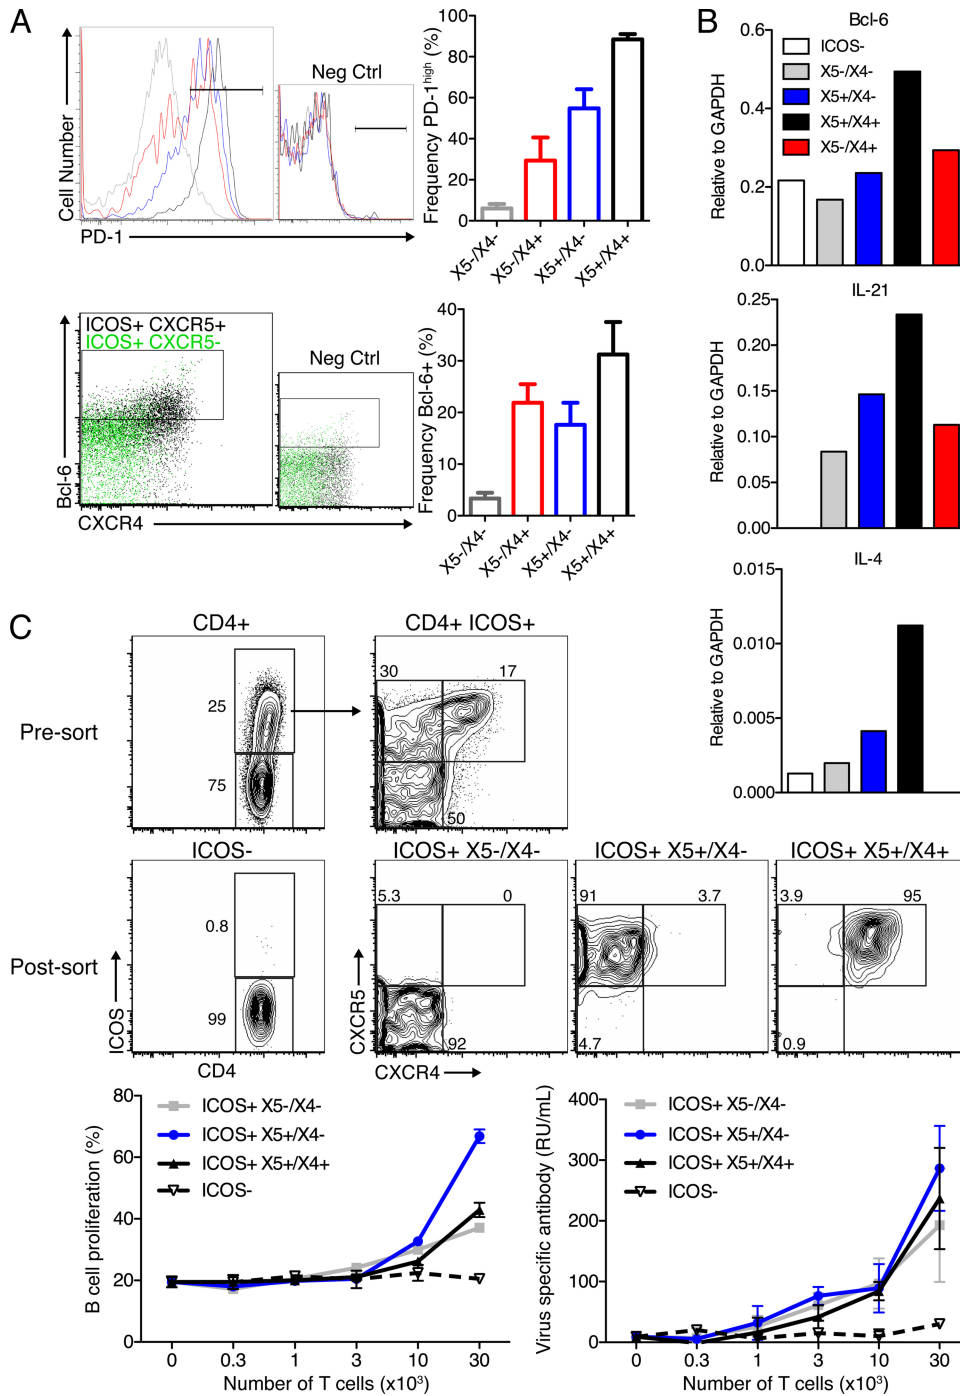 A
Cell Number
PD-1
Neg Ctrl
Frequency PD-1high (%)
100
80
60
40
20
0
X5-/X4-
X5-/X4+
X5+/X4-
X5+/X4+
Bcl-6
ICOS+ CXCR5+
ICOS+ CXCR5-
CXCR4
Neg Ctrl
Frequency Bcl-6+ (%)
40
30
20
10
0
X5-/X4-
X5-/X4+
X5+/X4-
X5+/X4+
B
Bcl-6
Relative to GAPDH
0.6
0.4
0.2
0.0
ICOS-
X5-/X4-
X5+/X4-
X5+/X4+
X5-/X4+
IL-21
Relative to GAPDH
0.25
0.20
0.15
0.10
0.05
0.00
IL-4
Relative to GAPDH
0.015
0.010
0.005
0.000
C
CD4+
CD4+ ICOS+
Pre-sort
25
75
30
17
50
ICOS-
ICOS+ X5-/X4-
ICOS+ X5+/X4-
ICOS+ X5+/X4+
Post-sort
0.8
99
5.3
0
92
91
3.7
4.7
3.9
95
0.9
ICOS
CD4
CXCR5
CXCR4
B cell proliferation (%)
80
60
40
20
0
ICOS+ X5-/X4-
ICOS+ X5+/X4-
ICOS+ X5+/X4+
ICOS-
0 0.3 1 3 10 30
Number of T cells (x10³)
Virus specific antibody (RU/mL)
400
300
200
100
0
ICOS+ X5-/X4-
ICOS+ X5+/X4-
ICOS+ X5+/X4+
ICOS-
0 0.3 1 3 10 30
Number of T cells (x10³)